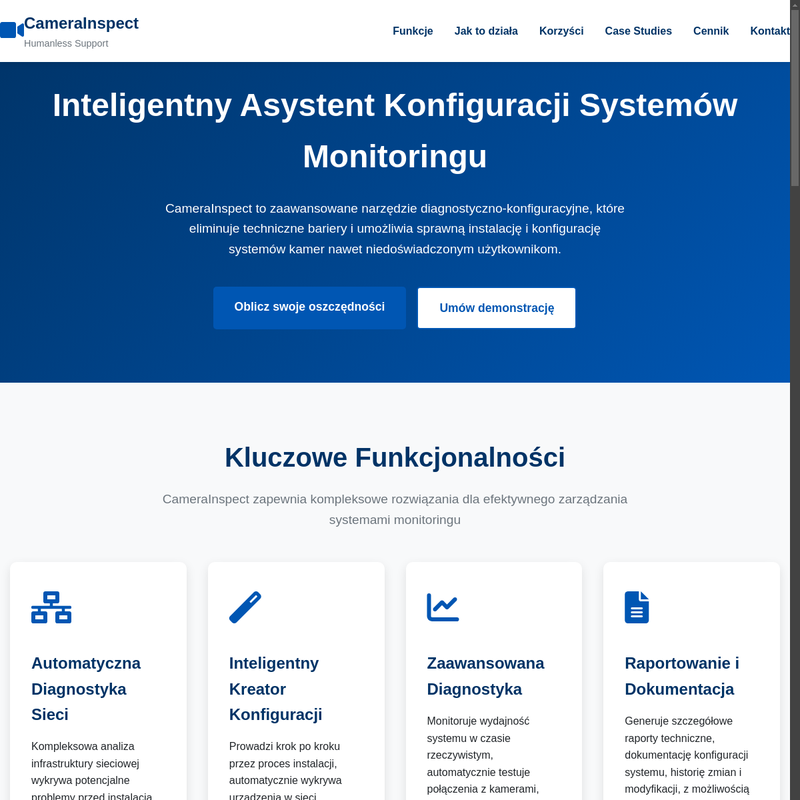 CameraInspect
Humanless Support
Funkcje
Jak to działa
Korzyści
Case Studies
Cennik
Kontakt
Inteligentny Asystent Konfiguracji Systemów
Monitoringu
CameraInspect to zaawansowane narzędzie diagnostyczno-konfiguracyjne, które
eliminuje techniczne bariery i umożliwia sprawną instalację i konfigurację
systemów kamer nawet niedoświadczonym użytkownikom.
Oblicz swoje oszczędności
Umów demonstrację
Kluczowe Funkcjonalności
CameraInspect zapewnia kompleksowe rozwiązania dla efektywnego zarządzania
systemami monitoringu
Automatyczna
Diagnostyka
Sieci
Kompleksowa analiza
infrastruktury sieciowej
wykrywa potencjalne
problemy przed instalacją
Inteligentny
Kreator
Konfiguracji
Prowadzi krok po kroku
przez proces instalacji,
automatycznie wykrywa
urządzenia w sieci
Zaawansowana
Diagnostyka
Monitoruje wydajność
systemu w czasie
rzeczywistym,
automatycznie testuje
połączenia z kamerami,
Raportowanie i
Dokumentacja
Generuje szczegółowe
raporty techniczne,
dokumentację konfiguracji
systemu, historię zmian i
modyfikacji, z możliwością